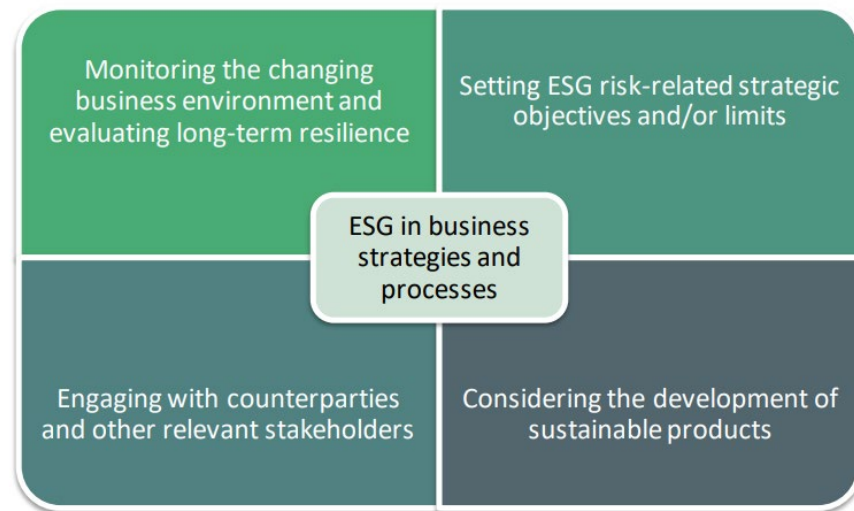 Monitoring the changing
business environment and
evaluating long-term resilience
Setting ESG risk-related strategic
objectives and/or limits
ESG in business
strategies and
processes
Engaging with counterparties
and other relevant stakeholders
Considering the development of
sustainable products